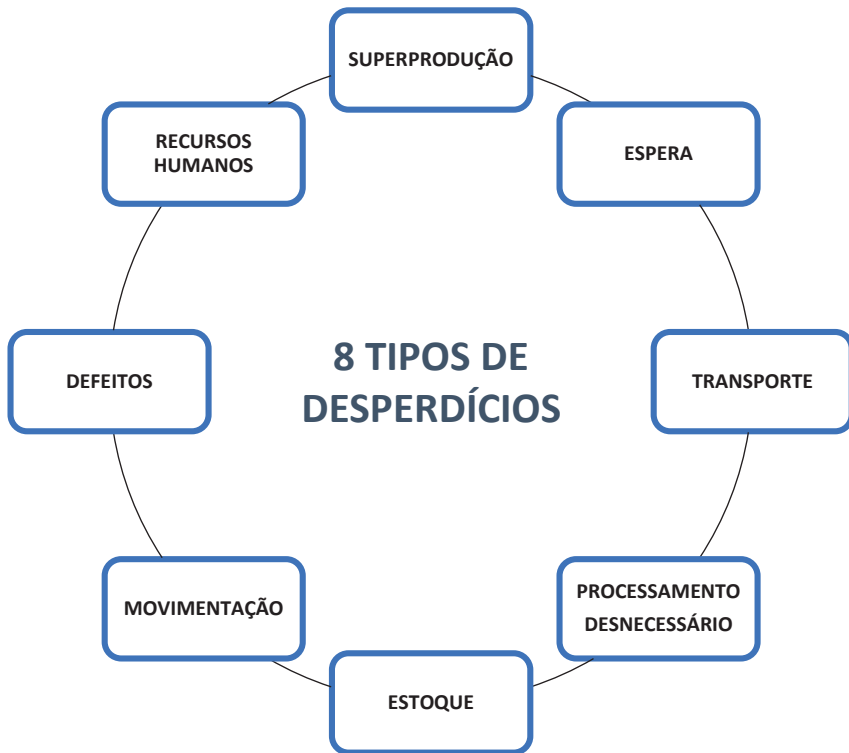 SUPERPRODUÇÃO
ESPERA
TRANSPORTE
PROCESSAMENTO
DESNECESSÁRIO
ESTOQUE
MOVIMENTAÇÃO
DEFEITOS
RECURSOS
HUMANOS
8 TIPOS DE
DESPERDÍCIOS